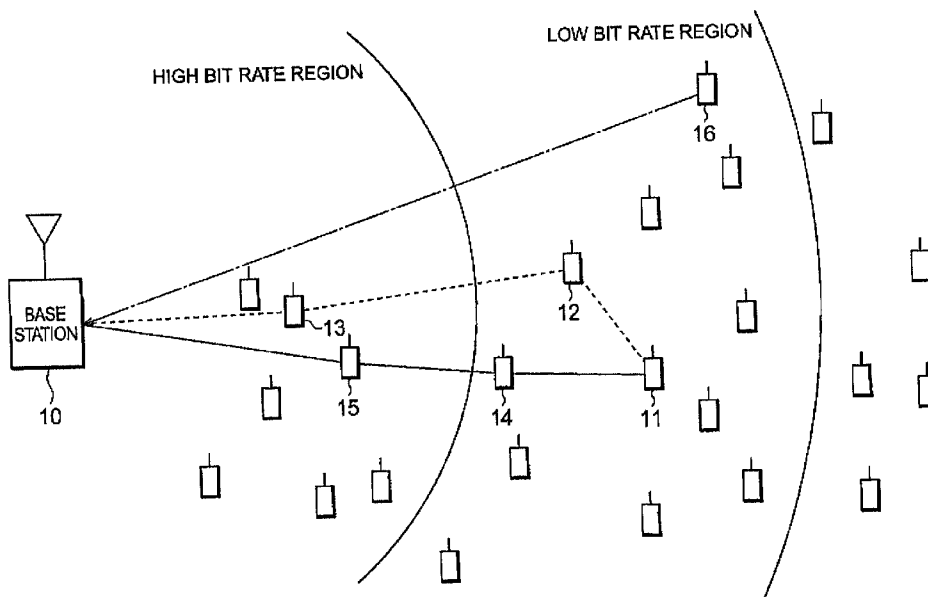 LOW BIT RATE REGION
HIGH BIT RATE REGION
16
BASE
STATION
13
12
10
15
14
11